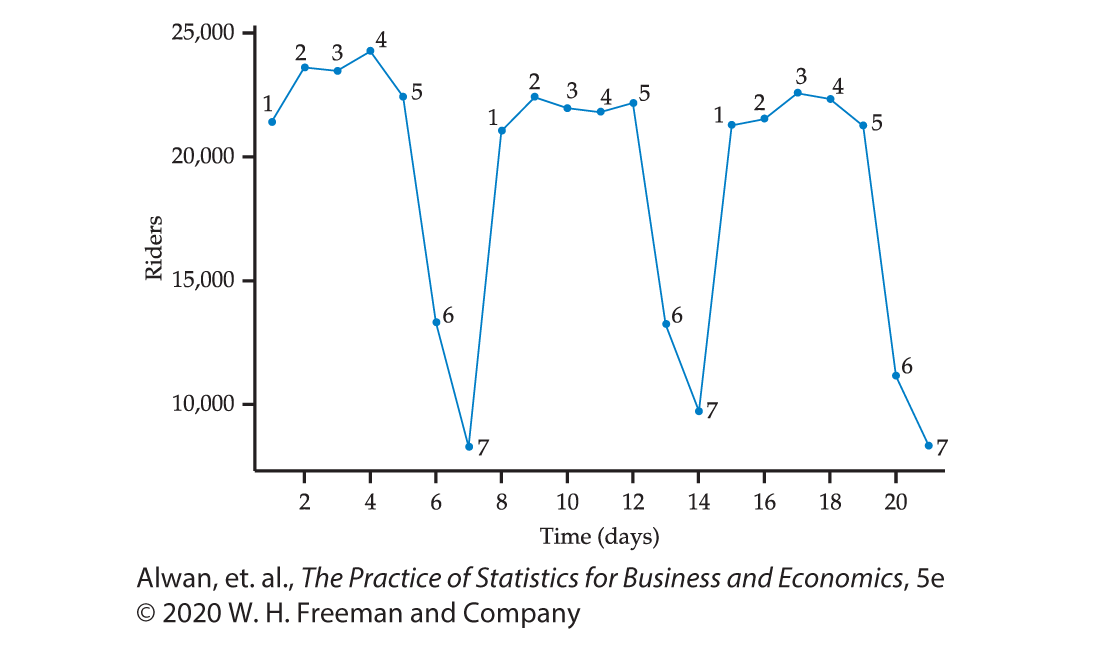 25,000
20,000
15,000
10,000
Riders
1 2 3 4 5 6 7 1 2 3 4 5 6 7 1 2 3 4 5 6 7
2 4 6 8 10 12 14 16 18 20
Time (days)
Alwan, et. al., The Practice of Statistics for Business and Economics, 5e
© 2020 W. H. Freeman and Company